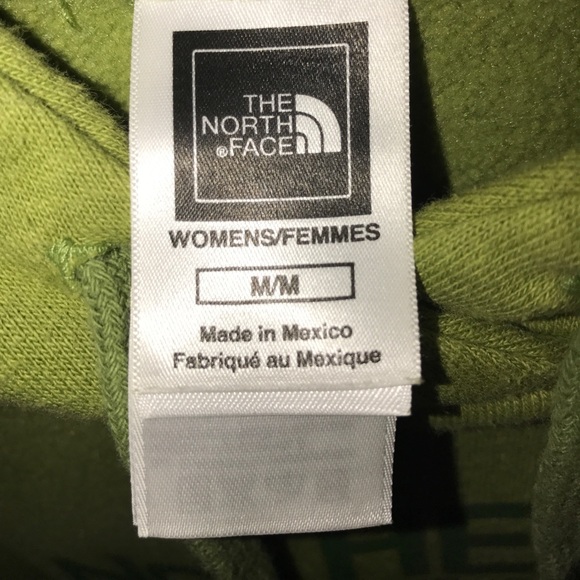 THE
NORTH
®FACE
WOMENS/FEMMES
M/M
Made in Mexico
Fabriqué au Mexique